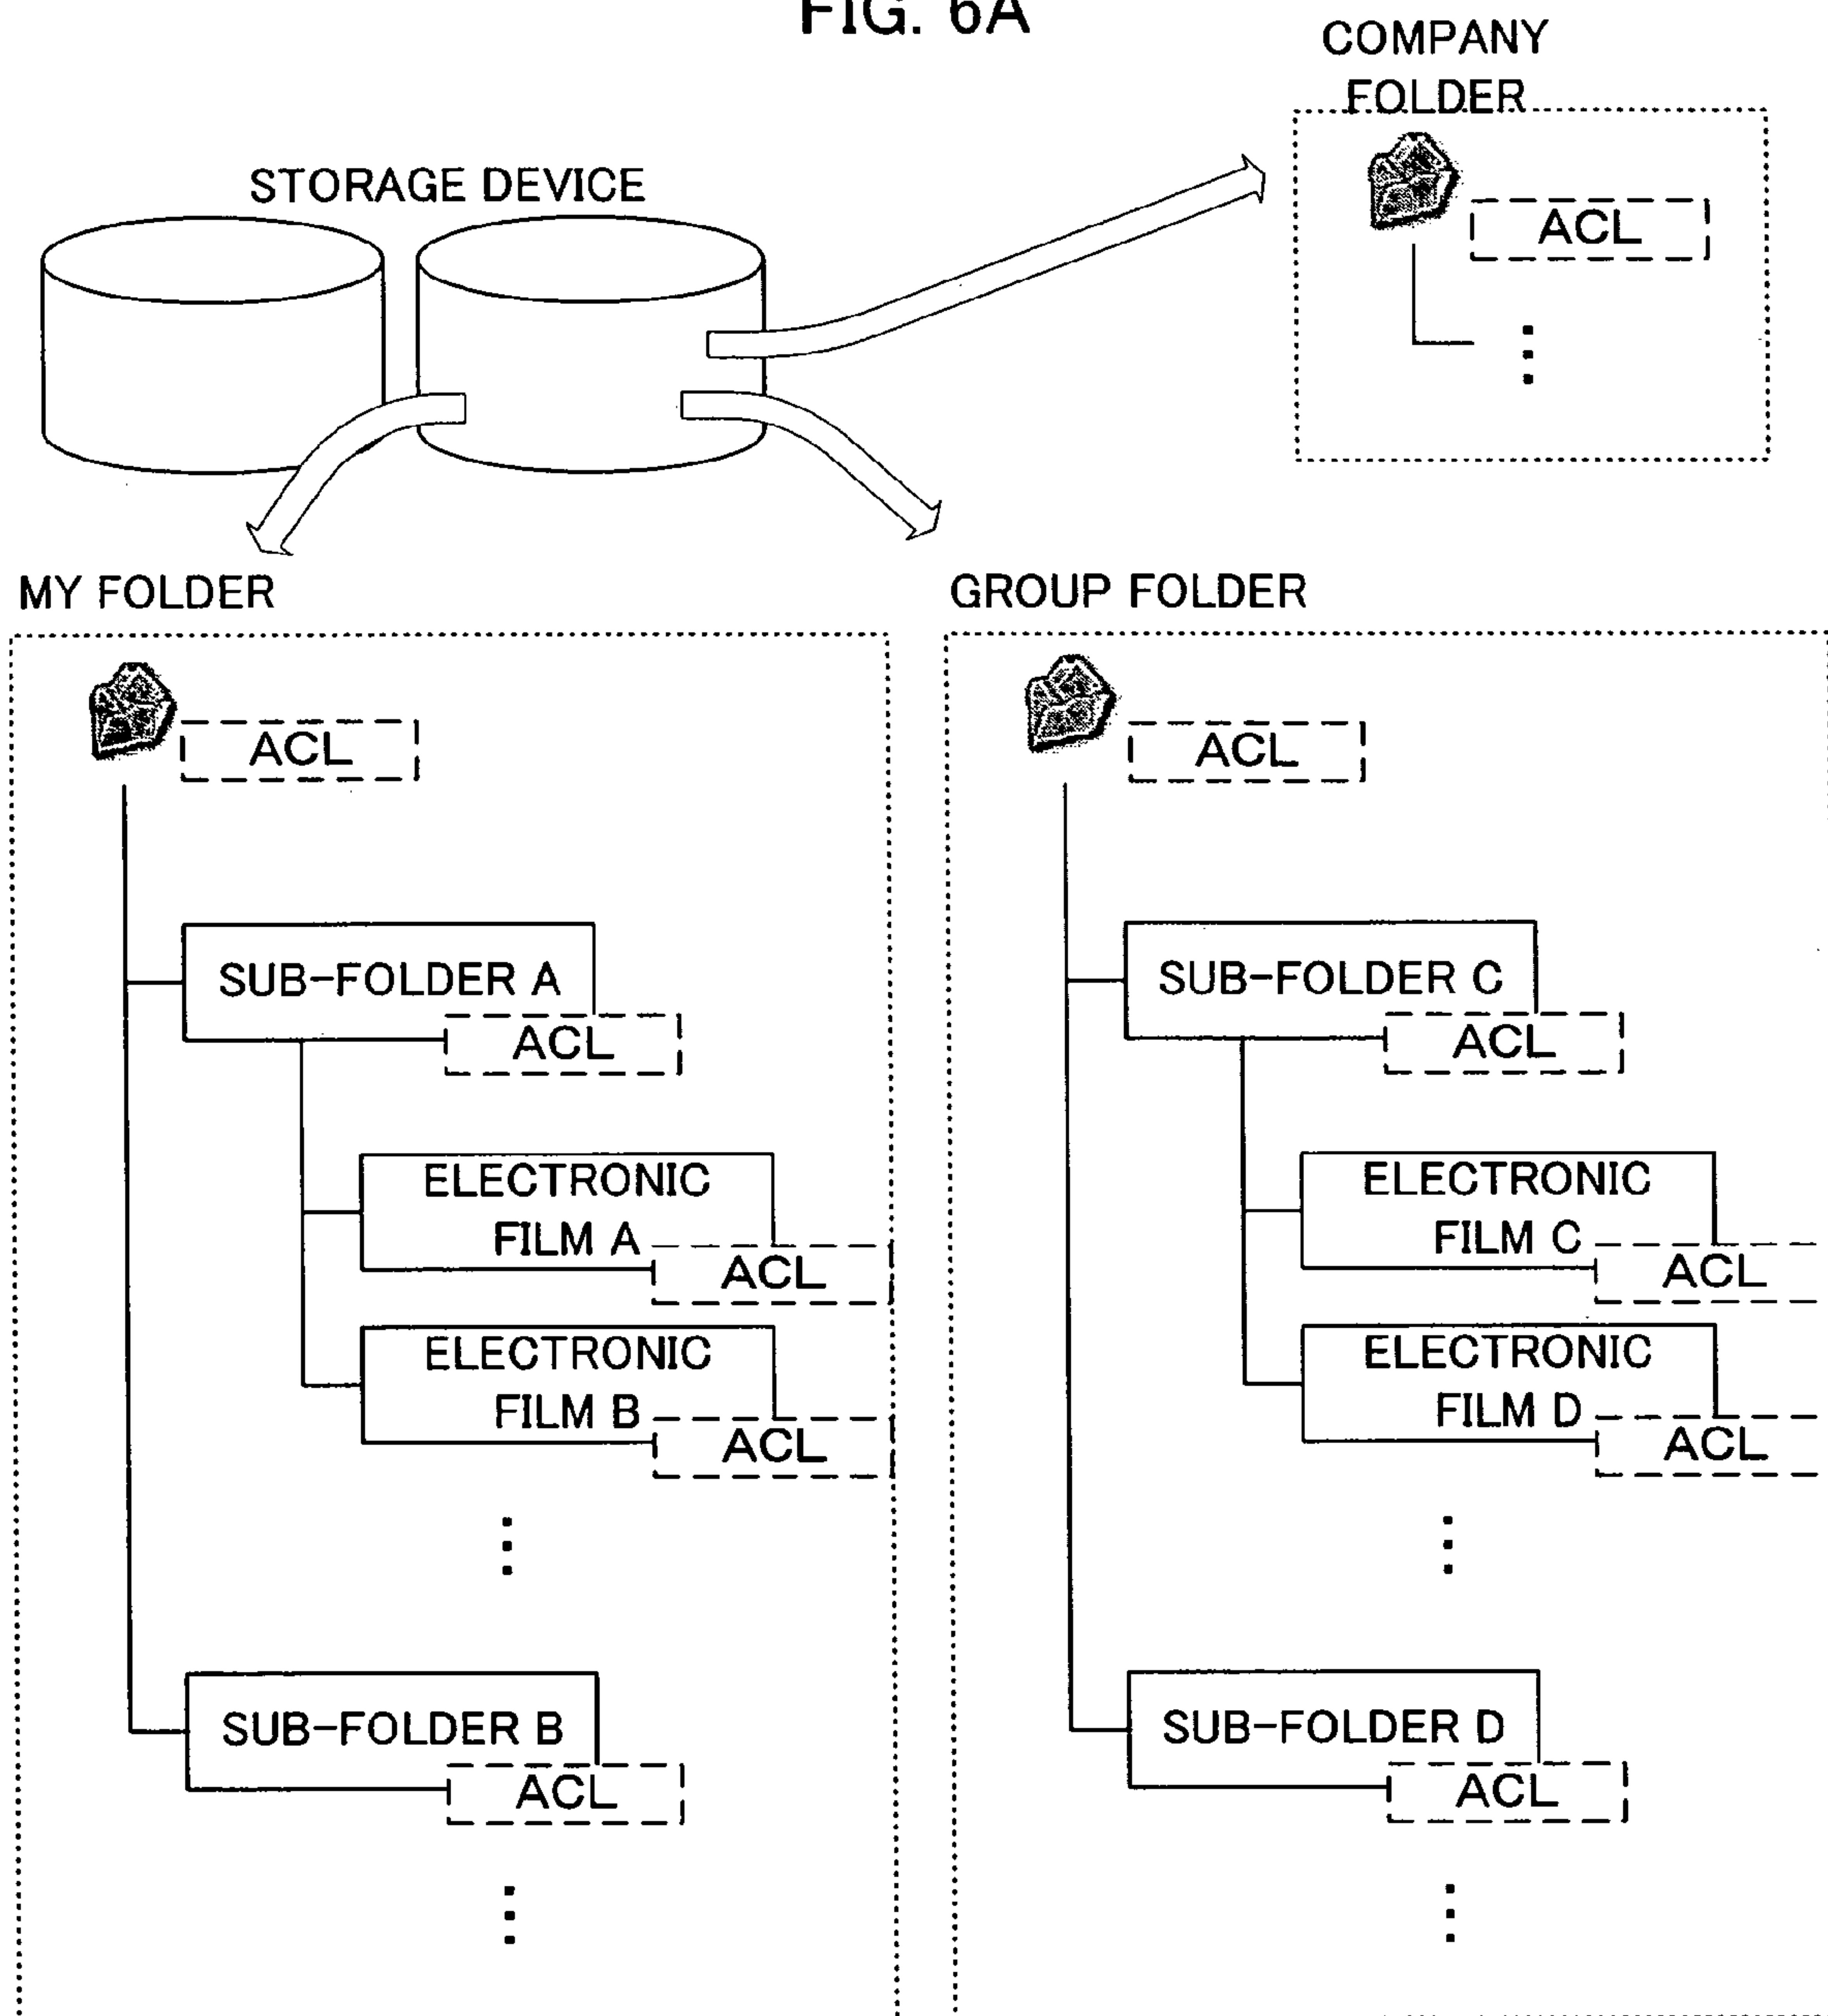 FIG. 6A
COMPANY
FOLDER
STORAGE DEVICE
ACL
MY FOLDER
GROUP FOLDER
ACL
ACL
SUB-FOLDER A
ACL
SUB-FOLDER C
ACL
ELECTRONIC
FILM A
ACL
ELECTRONIC
FILM C
ACL
ELECTRONIC
FILM B
ACL
ELECTRONIC
FILM D
ACL
SUB-FOLDER B
ACL
SUB-FOLDER D
ACL